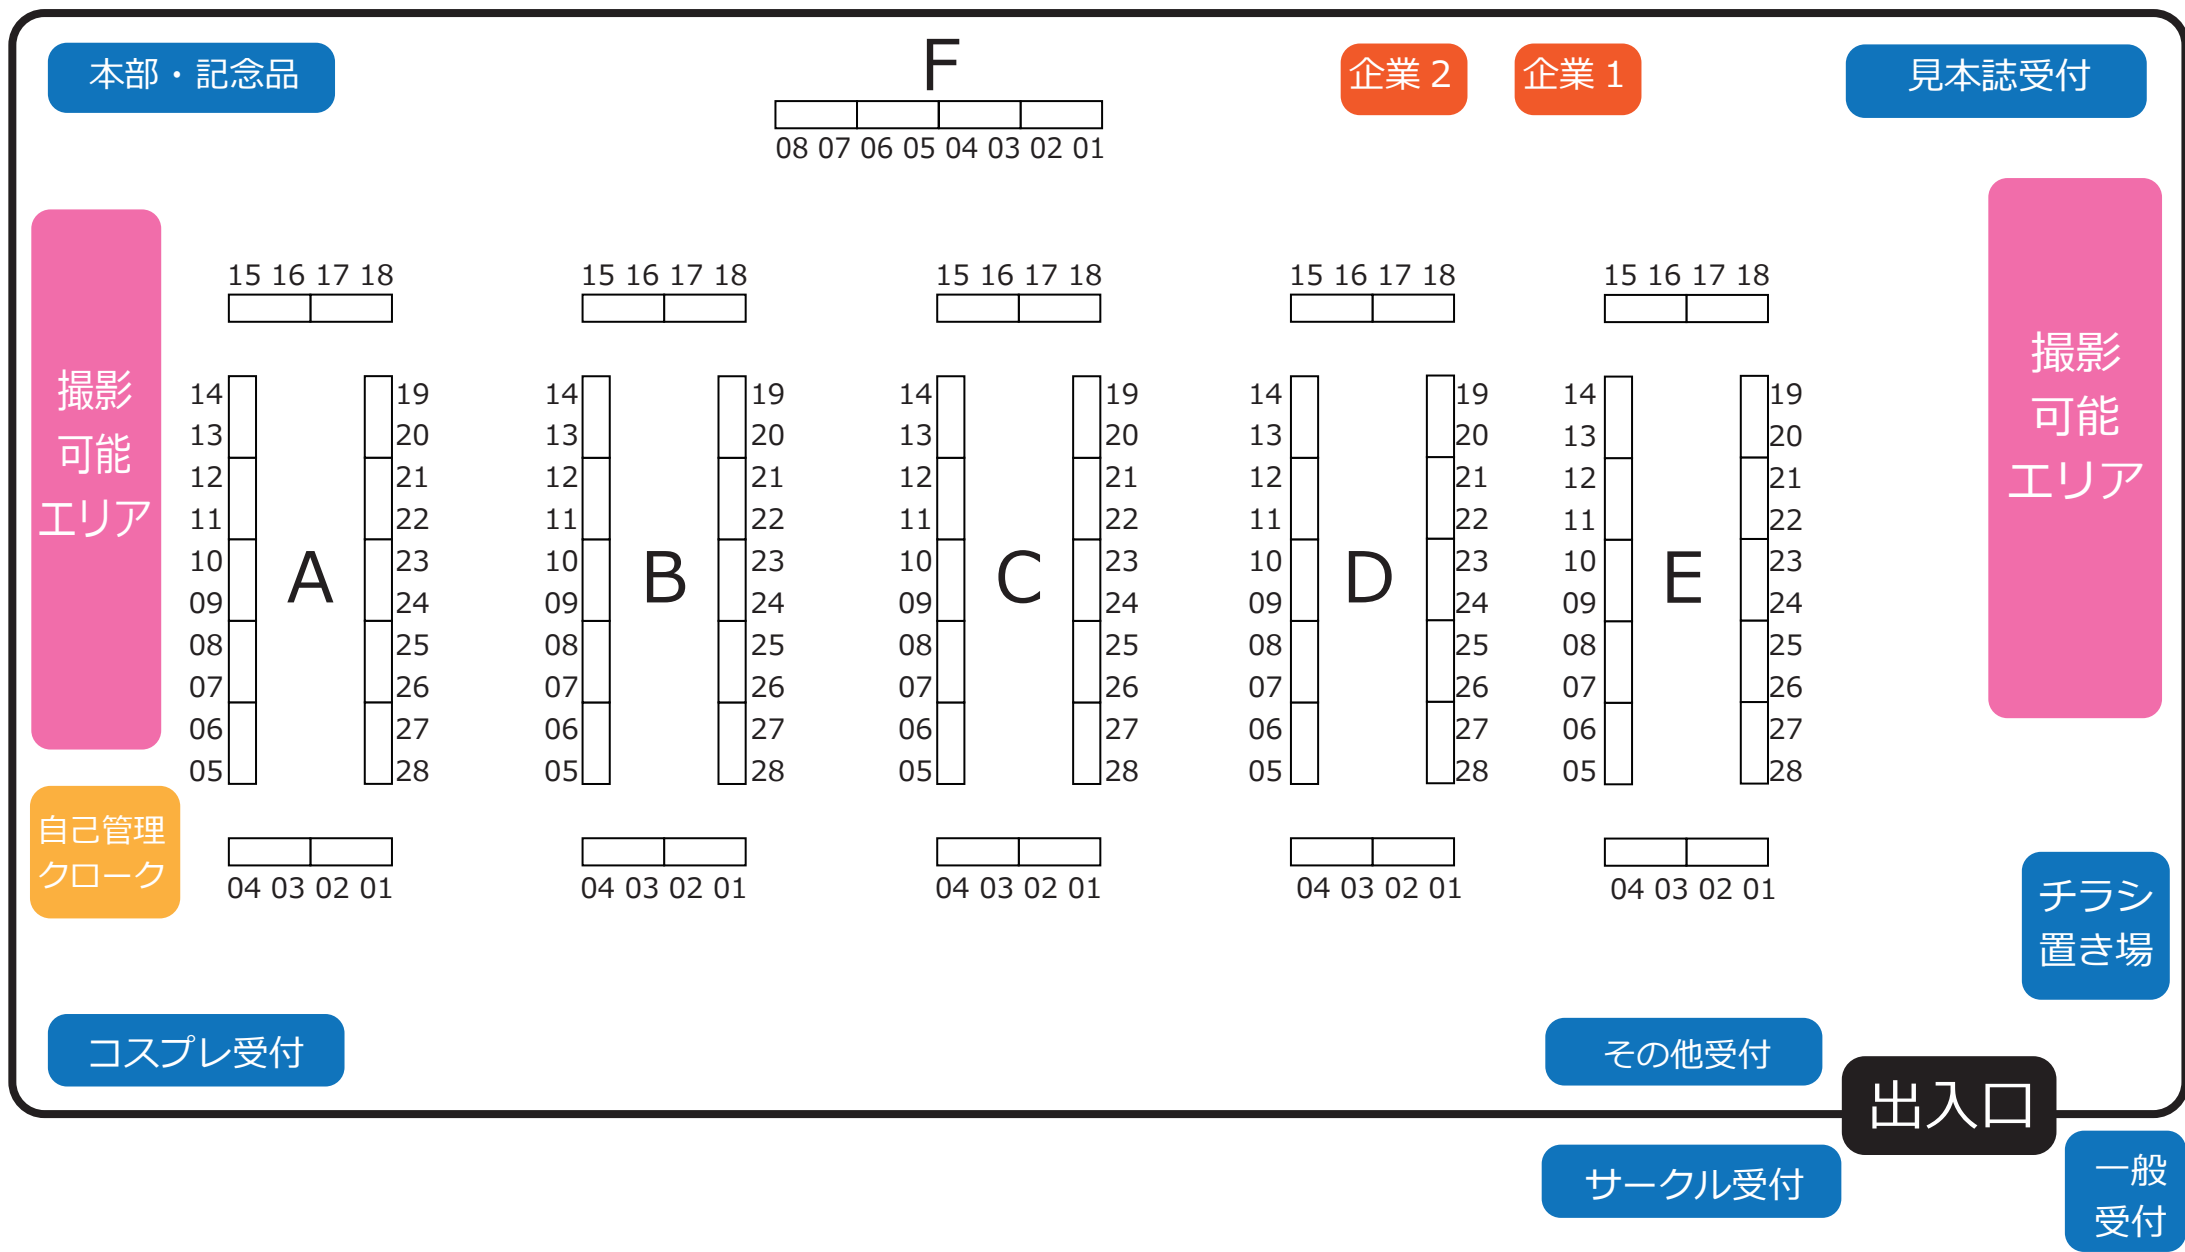 本部・記念品
F
企業 2
企業 1
見本誌受付
08 07 06 05 04 03 02 01
撮影
可能
エリア
15 16 17 18
14
13
12
11
10
09
08
07
06
05
A
19
20
21
22
23
24
25
26
27
28
04 03 02 01
15 16 17 18
14
13
12
11
10
09
08
07
06
05
B
19
20
21
22
23
24
25
26
27
28
04 03 02 01
15 16 17 18
14
13
12
11
10
09
08
07
06
05
C
19
20
21
22
23
24
25
26
27
28
04 03 02 01
15 16 17 18
14
13
12
11
10
09
08
07
06
05
D
19
20
21
22
23
24
25
26
27
28
04 03 02 01
15 16 17 18
14
13
12
11
10
09
08
07
06
05
E
19
20
21
22
23
24
25
26
27
28
04 03 02 01
撮影
可能
エリア
自己管理
クローク
チラシ
置き場
コスプレ受付
その他受付
出入口
サークル受付
一般
受付